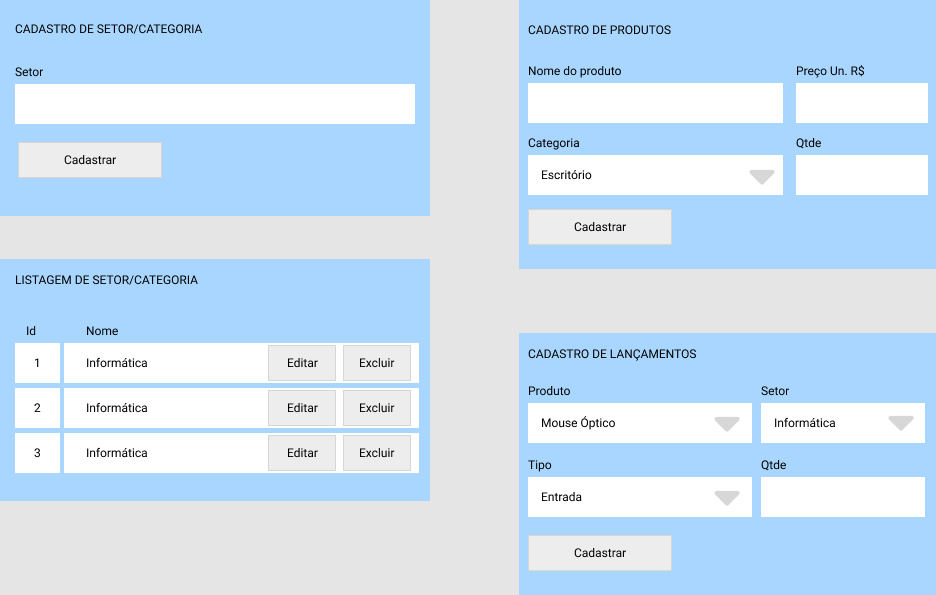 CADASTRO DE SETOR/CATEGORIA
Setor
Cadastrar
LISTAGEM DE SETOR/CATEGORIA
Id Nome
1 Informática Editar Excluir
2 Informática Editar Excluir
3 Informática Editar Excluir
CADASTRO DE PRODUTOS
Nome do produto Preço Un. R$
Categoria Qtde
Escritório
Cadastrar
CADASTRO DE LANÇAMENTOS
Produto Setor
Mouse Óptico Informática
Tipo Qtde
Entrada
Cadastrar